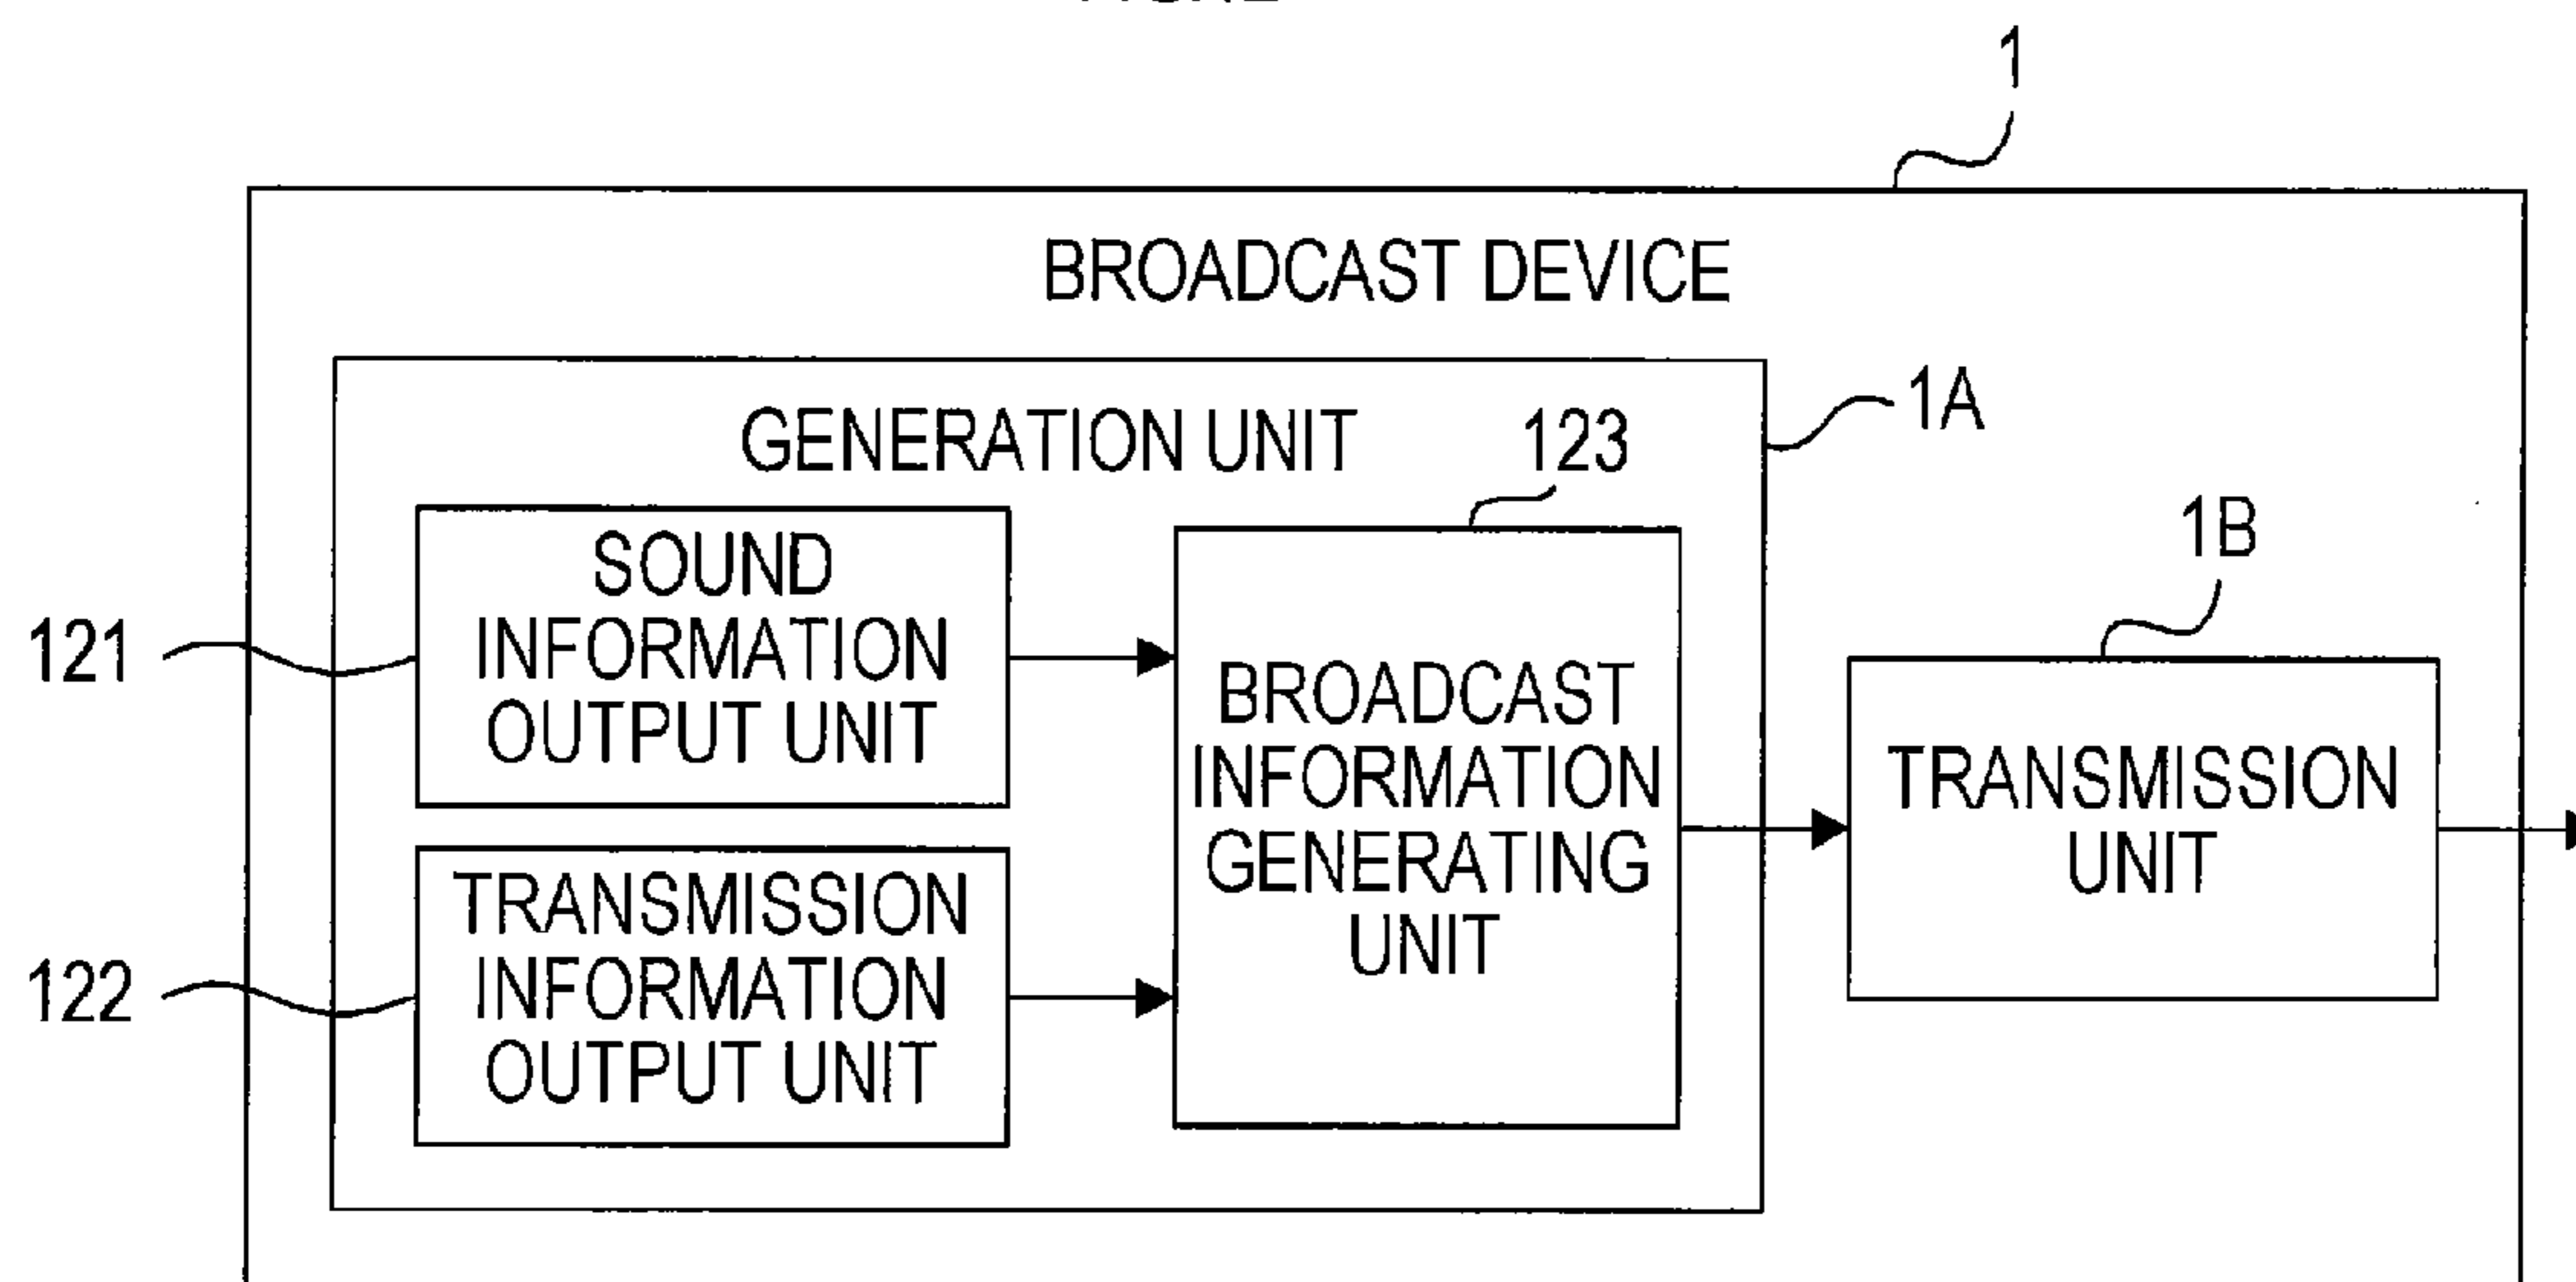 1
BROADCAST DEVICE
1A
GENERATION UNIT
123
1B
121
SOUND
INFORMATION
OUTPUT UNIT
BROADCAST
INFORMATION
GENERATING
UNIT
TRANSMISSION
UNIT
122
TRANSMISSION
INFORMATION
OUTPUT UNIT